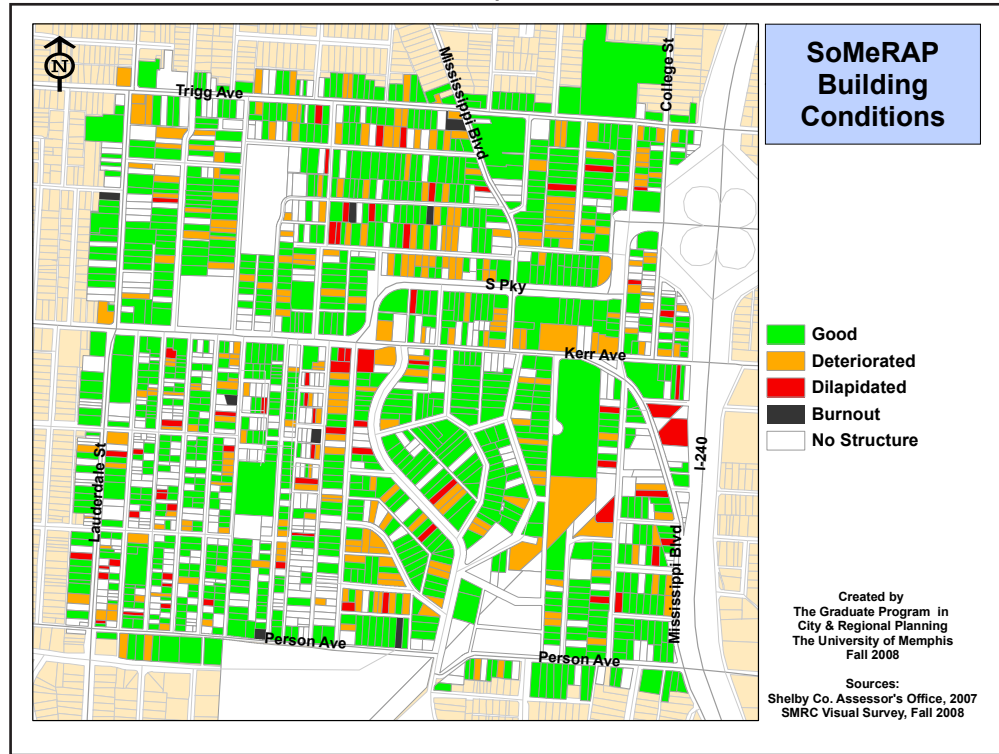 SoMeRAP
Building
Conditions
N
Trigg Ave
Mississippi Blvd
College St
S Pky
Kerr Ave
I-240
Lauderdale St
Mississippi Blvd
Person Ave
Person Ave
Good
Deteriorated
Dilapidated
Burnout
No Structure
Created by
The Graduate Program in
City & Regional Planning
The University of Memphis
Fall 2008
Sources:
Shelby Co. Assessor's Office, 2007
SMRC Visual Survey, Fall 2008